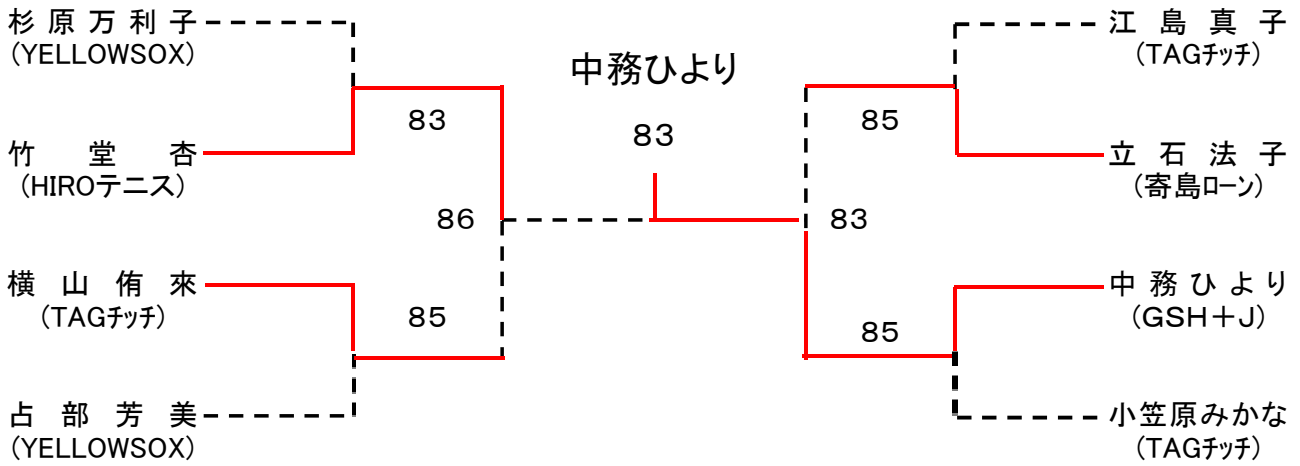 杉原万利子
(YELLOWSOX)
竹堂杏
(HIROテニス)
横山侑來
(TAGチッチ)
占部芳美
(YELLOWSOX)
83
86
85
中務ひより
83
85
83
85
江島真子
(TAGチッチ)
立石法子
(寄島ローン)
中務ひより
(GSH+J)
小笠原みかな
(TAGチッチ)